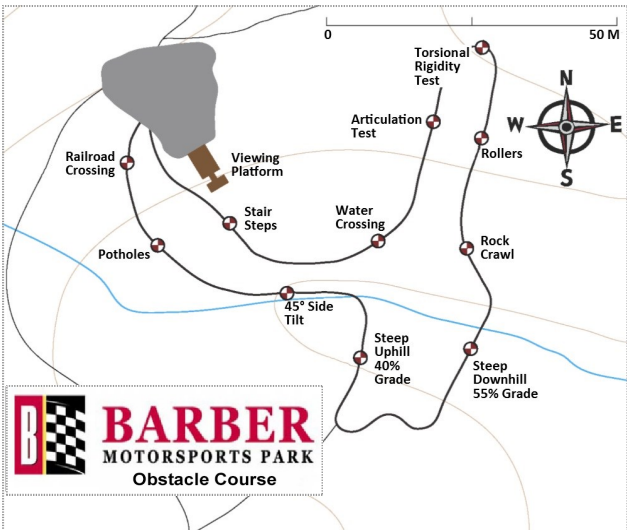 0
50 M
Torsional
Rigidity
Test
N
W
E
S
Articulation
Test
Rollers
Railroad
Crossing
Viewing
Platform
Stair
Steps
Water
Crossing
Rock
Crawl
Potholes
45° Side
Tilt
Steep
Uphill
40%
Grade
Steep
Downhill
55% Grade
B
BARBER
MOTORSPORTS PARK
Obstacle Course